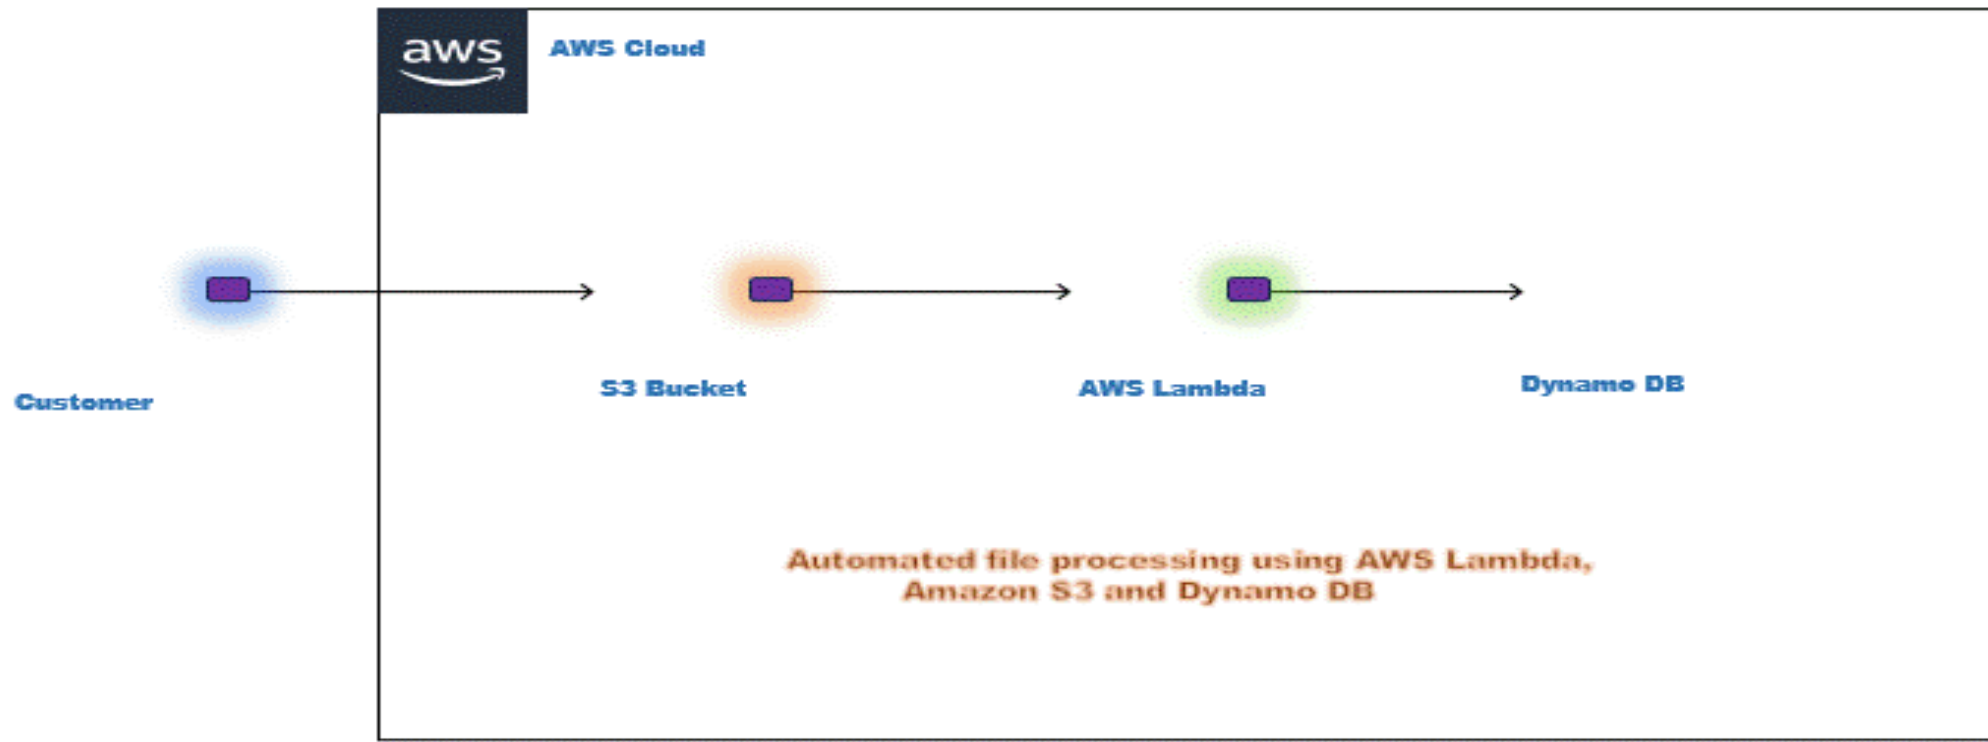 aws
AWS Cloud
Customer
S3 Bucket
AWS Lambda
Dynamo DB
Automated file processing using AWS Lambda,
Amazon S3 and Dynamo DB